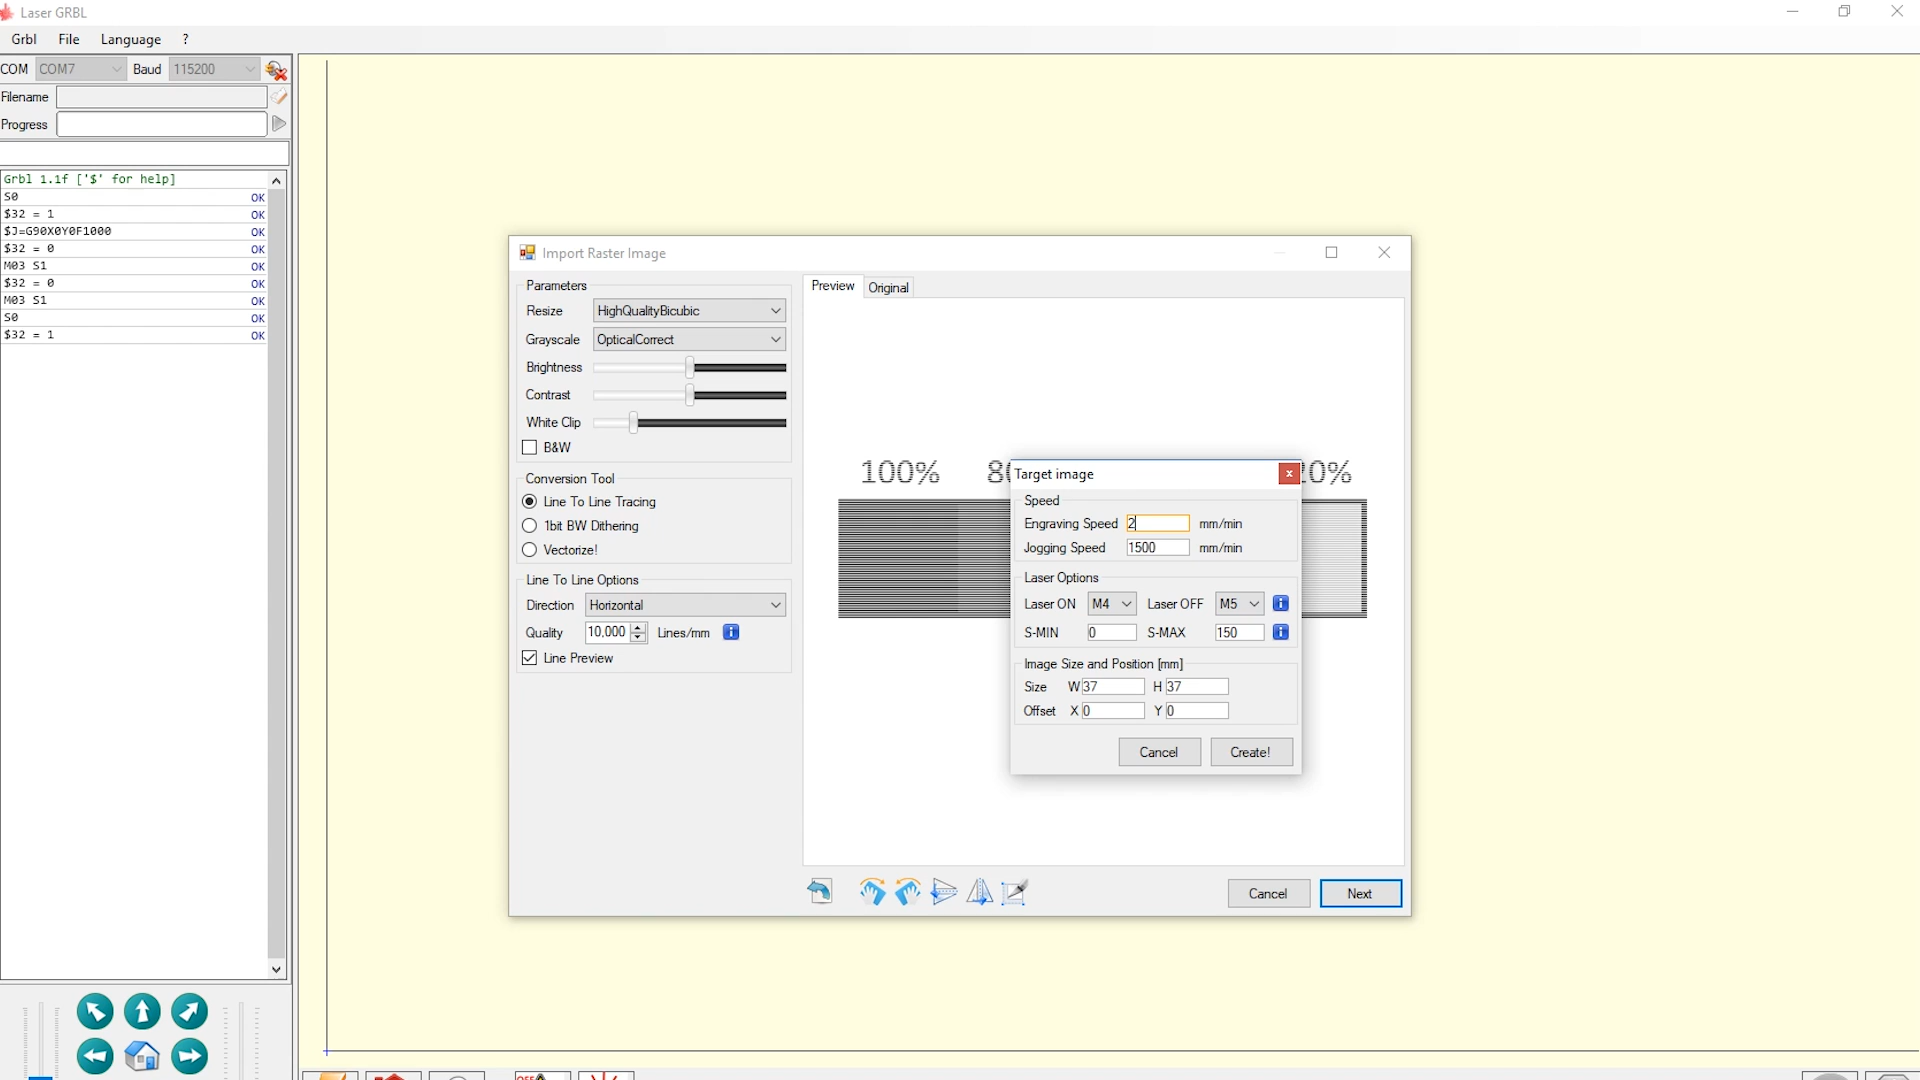 Laser GRBL
Grbl File Language ?
COM COM7 Baud 115200
Filename
Progress
Grbl 1.1f ['$' for help]
S0 OK
$32 = 1 OK
$J=G90X0Y0F1000 OK
$32 = 0 OK
M03 S1 OK
$32 = 0 OK
M03 S1 OK
S0 OK
$32 = 1 OK
Import Raster Image
Parameters
Resize HighQualityBicubic
Grayscale OpticalCorrect
Brightness
Contrast
White Clip
B&W
Conversion Tool
Line To Line Tracing
1bit BW Dithering
Vectorize!
Line To Line Options
Direction Horizontal
Quality 10,000 Lines/mm
Line Preview
Preview Original
100%
Target image
Speed
Engraving Speed 2 mm/min
Jogging Speed 1500 mm/min
Laser Options
Laser ON M4 Laser OFF M5
S-MIN 0 S-MAX 150
Image Size and Position [mm]
Size W 37 H 37
Offset X 0 Y 0
Cancel Create!
Cancel Next